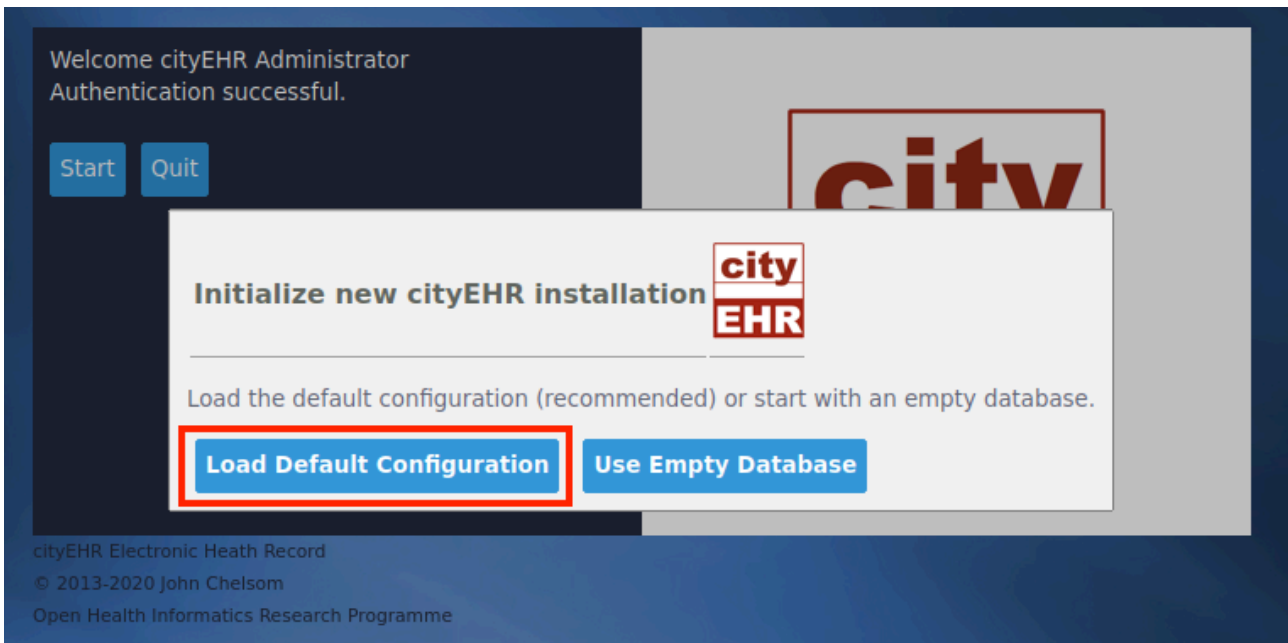 Welcome cityEHR Administrator
Authentication successful.
Start Quit
city
Initialize new cityEHR installation
city
EHR
Load the default configuration (recommended) or start with an empty database.
Load Default Configuration Use Empty Database
cityEHR Electronic Heath Record
© 2013-2020 John Chelsom
Open Health Informatics Research Programme